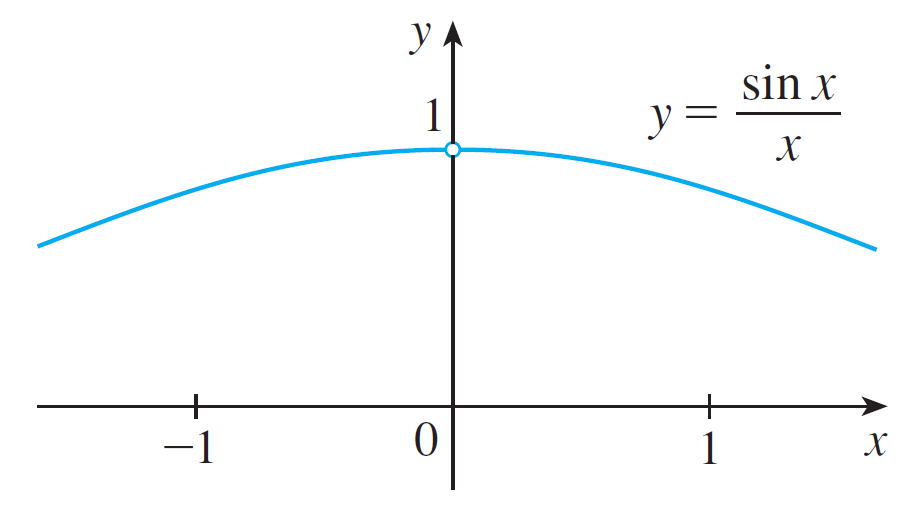 y
1
y = sin x / x
−1
0
1
x